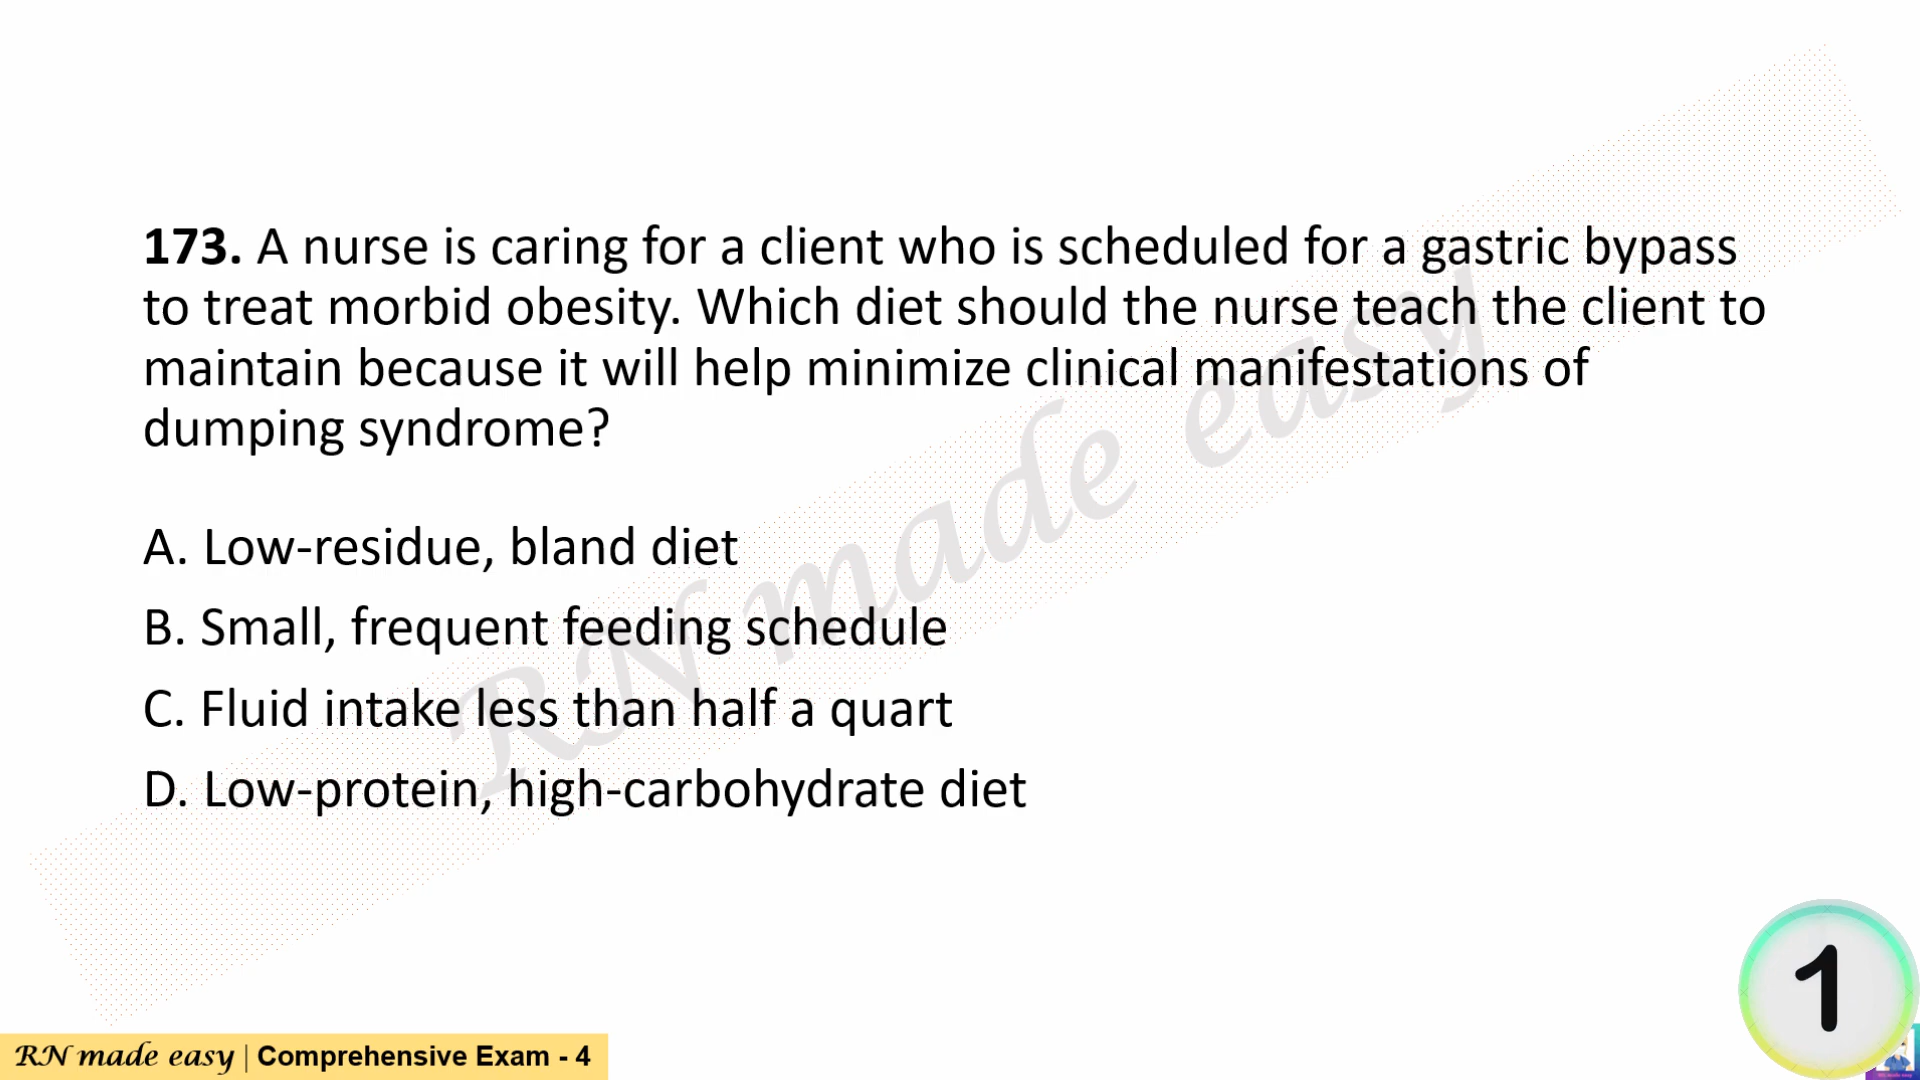 173. A nurse is caring for a client who is scheduled for a gastric bypass
to treat morbid obesity. Which diet should the nurse teach the client to
maintain because it will help minimize clinical manifestations of
dumping syndrome?
A. Low-residue, bland diet
B. Small, frequent feeding schedule
C. Fluid intake less than half a quart
D. Low-protein, high-carbohydrate diet
RN made easy
1
RN made easy | Comprehensive Exam - 4